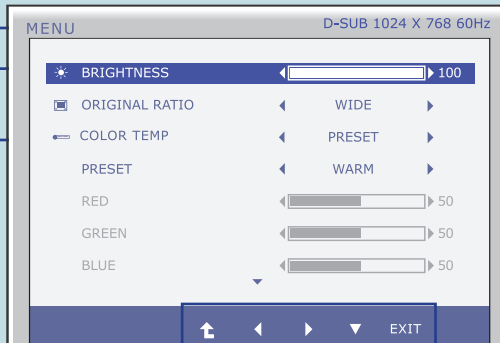 MENU D-SUB 1024 X 768 60Hz
BRIGHTNESS 100
ORIGINAL RATIO WIDE
COLOR TEMP PRESET
PRESET WARM
RED 50
GREEN 50
BLUE 50
EXIT